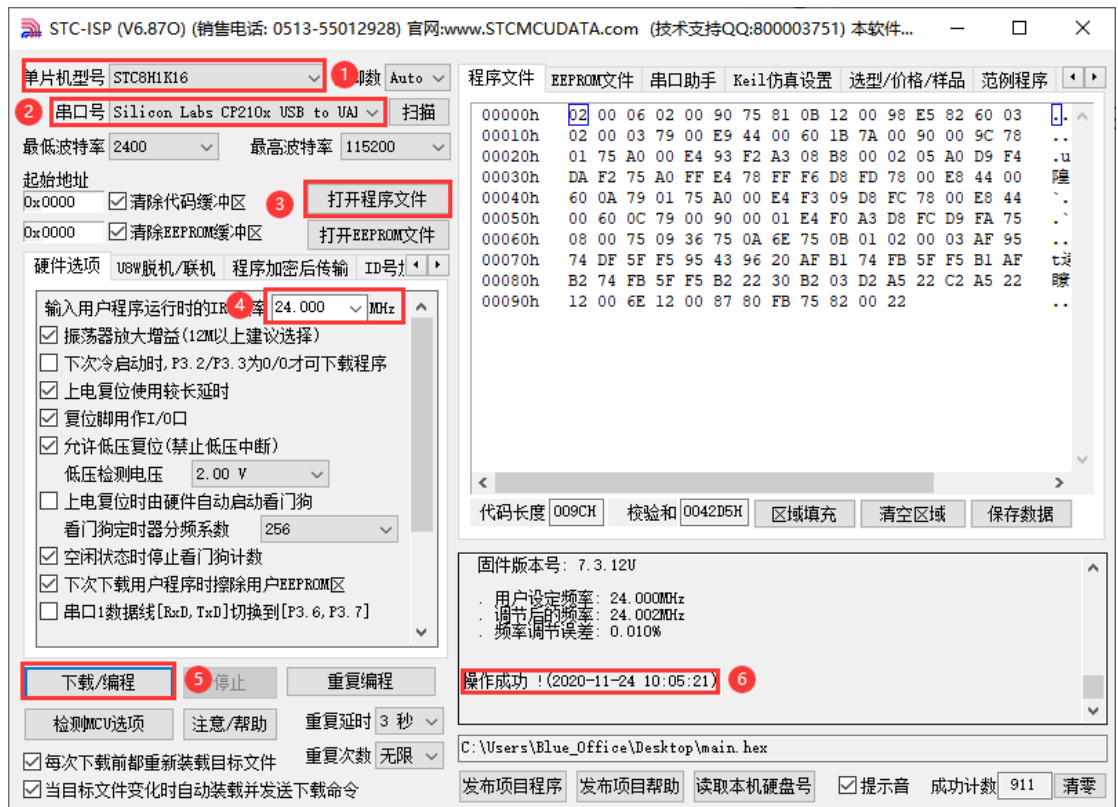 STC-ISP (V6.87O) (销售电话: 0513-55012928) 官网:www.STCMCUDATA.com (技术支持QQ:800003751) 本软件...
单片机型号 STC8H1K16 1 数 Auto
2 串口号 Silicon Labs CP210x USB to UA 扫描
最低波特率 2400 最高波特率 115200
起始地址
0x0000 清除代码缓冲区 3 打开程序文件
0x0000 清除EEPROM缓冲区 打开EEPROM文件
硬件选项 U8W脱机/联机 程序加密后传输 ID号
输入用户程序运行时的IR 4 率 24.000 MHz
振荡器放大增益(12M以上建议选择)
下次冷启动时,P3.2/P3.3为0/0才可下载程序
上电复位使用较长延时
复位脚用作I/O口
允许低压复位(禁止低压中断)
低压检测电压 2.00 V
上电复位时由硬件自动启动看门狗
看门狗定时器分频系数 256
空闲状态时停止看门狗计数
下次下载用户程序时擦除用户EEPROM区
串口1数据线[RxD,TxD]切换到[P3.6,P3.7]
下载/编程 5 停止 重复编程
检测MCU选项 注意/帮助 重复延时 3 秒
每次下载前都重新装载目标文件 重复次数 无限
当目标文件变化时自动装载并发送下载命令
程序文件 EEPROM文件 串口助手 Keil仿真设置 选型/价格/样品 范例程序
00000h 02 00 06 02 00 90 75 81 0B 12 00 98 E5 82 60 03 ..
00010h 02 00 03 79 00 E9 44 00 60 1B 7A 00 90 00 9C 78 ..
00020h 01 75 A0 00 E4 93 F2 A3 08 B8 00 02 05 A0 D9 F4 .u
00030h DA F2 75 A0 FF E4 78 FF F6 D8 FD 78 00 E8 44 00 隍
00040h 60 0A 79 01 75 A0 00 E4 F3 09 D8 FC 78 00 E8 44 `.
00050h 00 60 0C 79 00 90 00 01 E4 F0 A3 D8 FC D9 FA 75 .`
00060h 08 00 75 09 36 75 0A 6E 75 0B 01 02 00 03 AF 95 ..
00070h 74 DF 5F F5 95 43 96 20 AF B1 74 FB 5F F5 B1 AF
00080h B2 74 FB 5F F5 B2 22 30 B2 03 D2 A5 22 C2 A5 22
00090h 12 00 6E 12 00 87 80 FB 75 82 00 22 ..
代码长度 009CH 校验和 0042D5H 区域填充 清空区域 保存数据
固件版本号: 7.3.12U
. 用户设定频率: 24.000MHz
. 调节后的频率: 24.002MHz
. 频率调节误差: 0.010%
操作成功 !(2020-11-24 10:05:21) 6
C:\Users\Blue_Office\Desktop\main.hex
发布项目程序 发布项目帮助 读取本机硬盘号 提示音 成功计数 911 清零